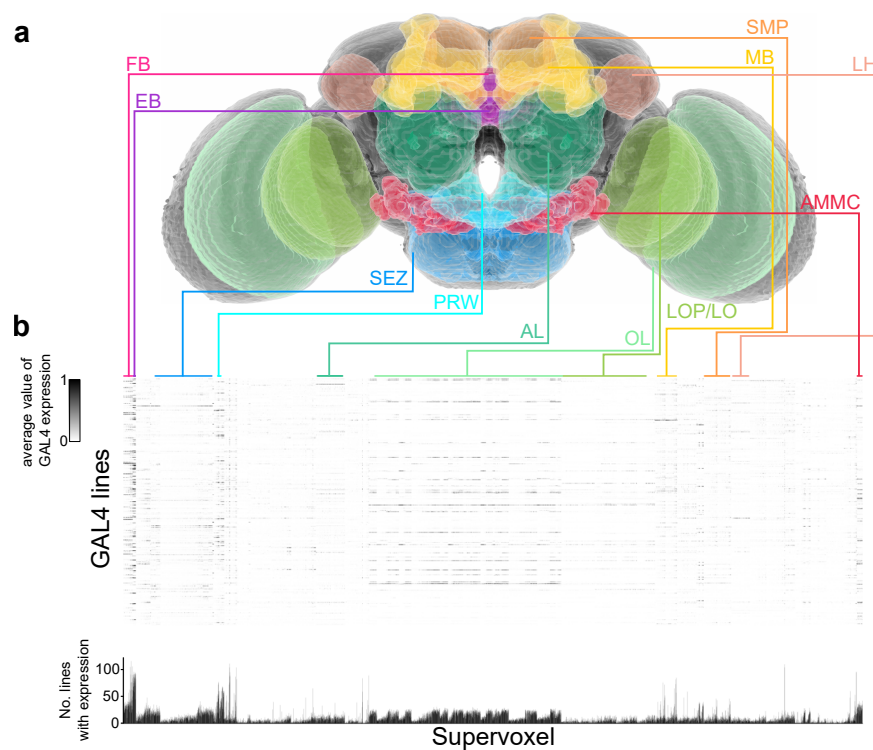 a
SMP
FB
MB
LH
EB
AMMC
SEZ
PRW
LOP/LO
b
AL
OL
average value of
GAL4 expression
1
0
GAL4 lines
No. lines
with expression
100
50
0
Supervoxel